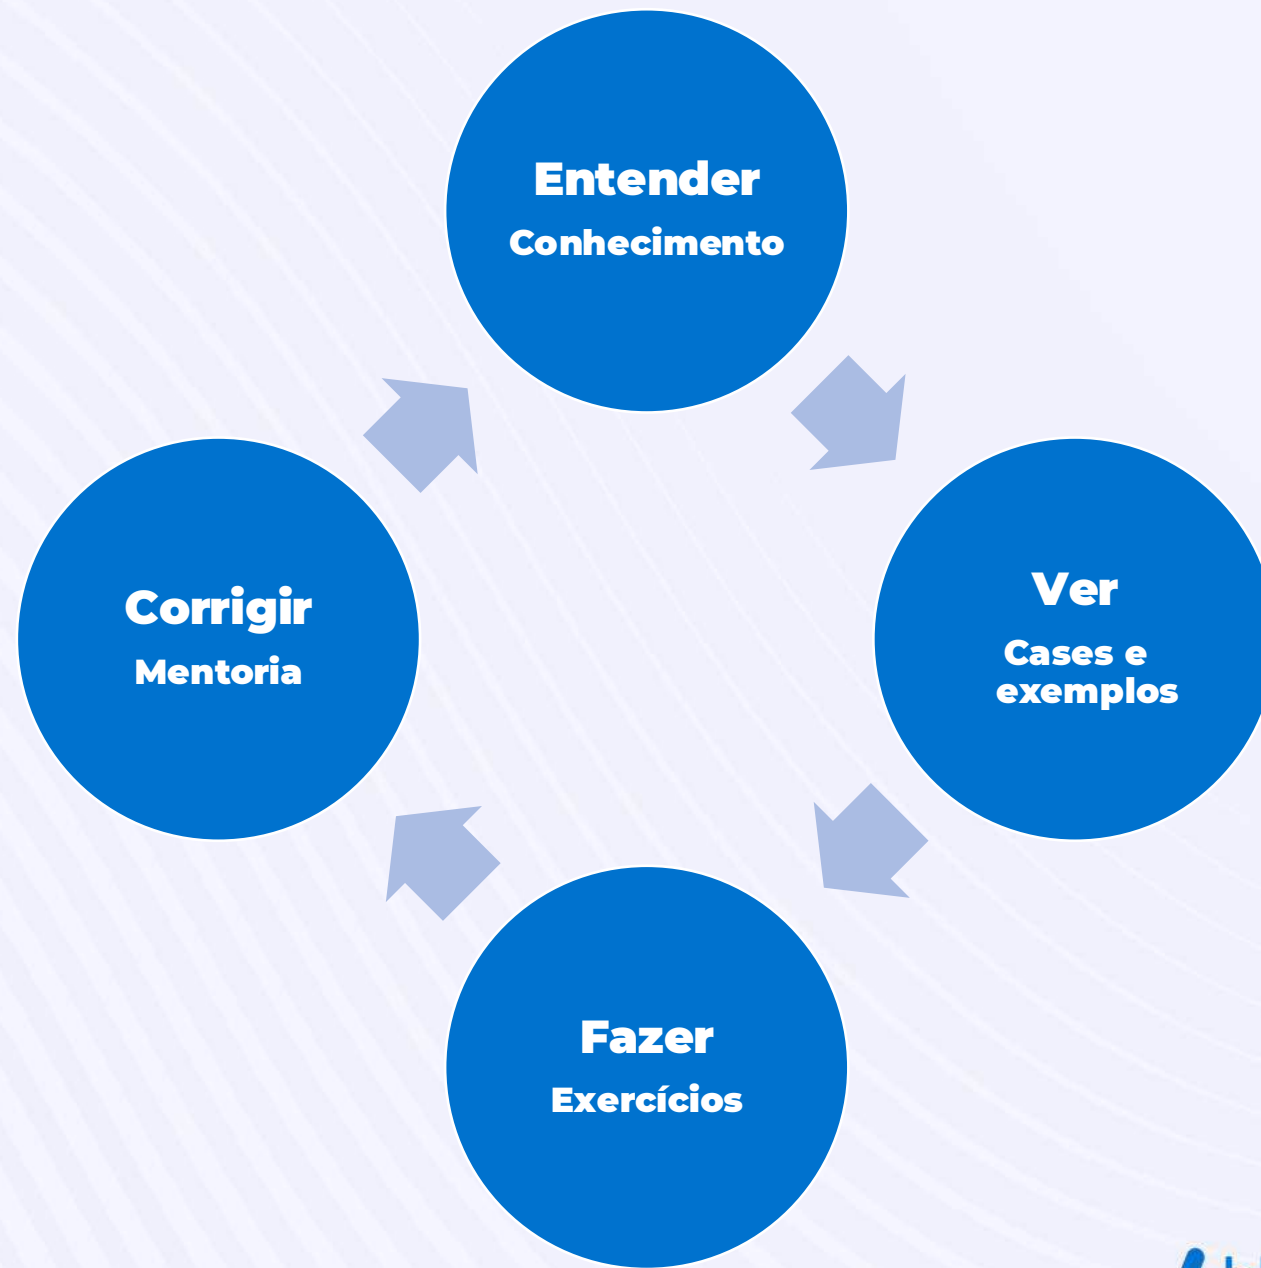 Entender
Conhecimento
Ver
Cases e
exemplos
Fazer
Exercícios
Corrigir
Mentoria